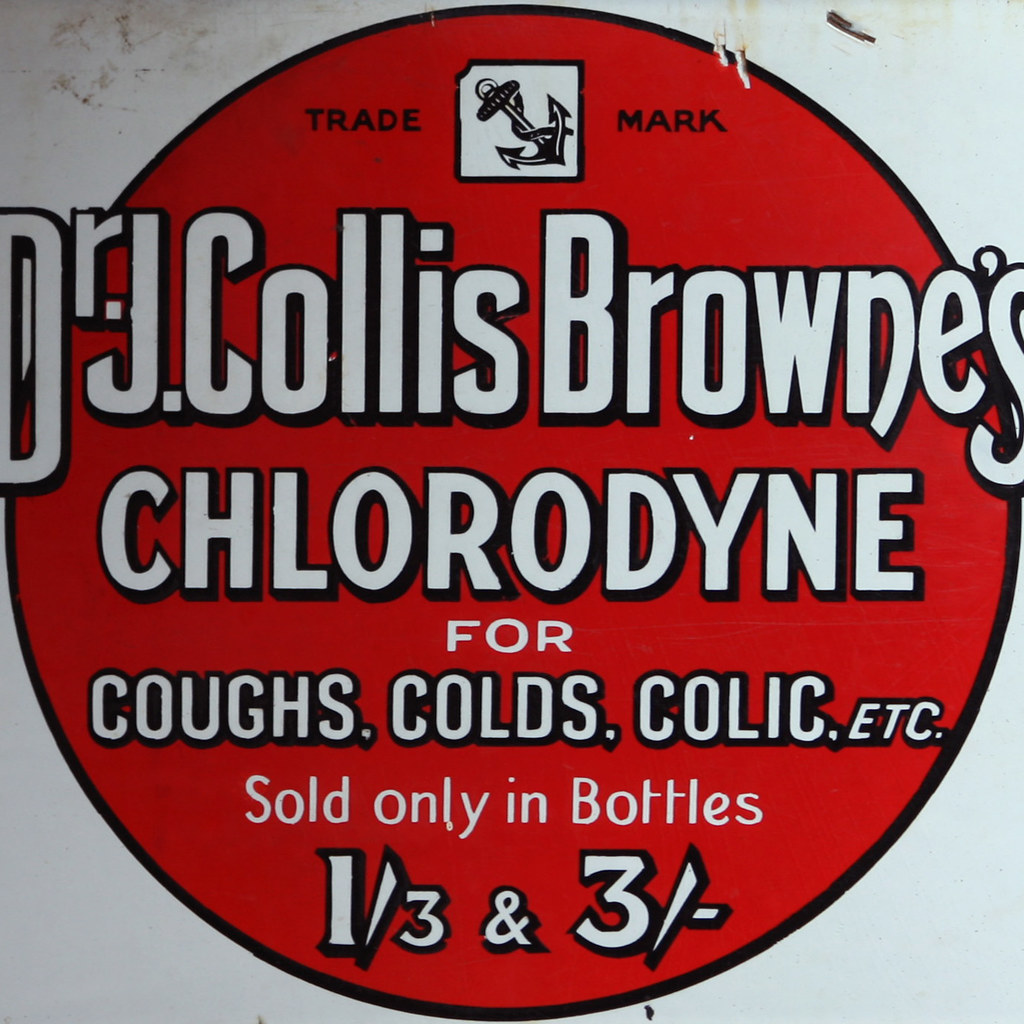 TRADE MARK
Dr. J. Collis Browne's
CHLORODYNE
FOR
COUGHS, COLDS, COLIC, ETC.
Sold only in Bottles
1/3 & 3/-